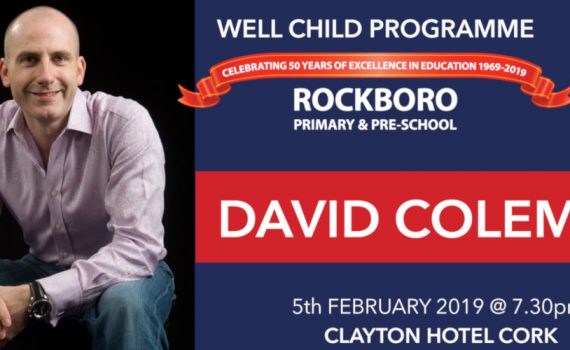 WELL CHILD PROGRAMME
CELEBRATING 50 YEARS OF EXCELLENCE IN EDUCATION 1969-2019
ROCKBORO
PRIMARY & PRE-SCHOOL
DAVID COLEM
5th FEBRUARY 2019 @ 7.30p
CLAYTON HOTEL CORK